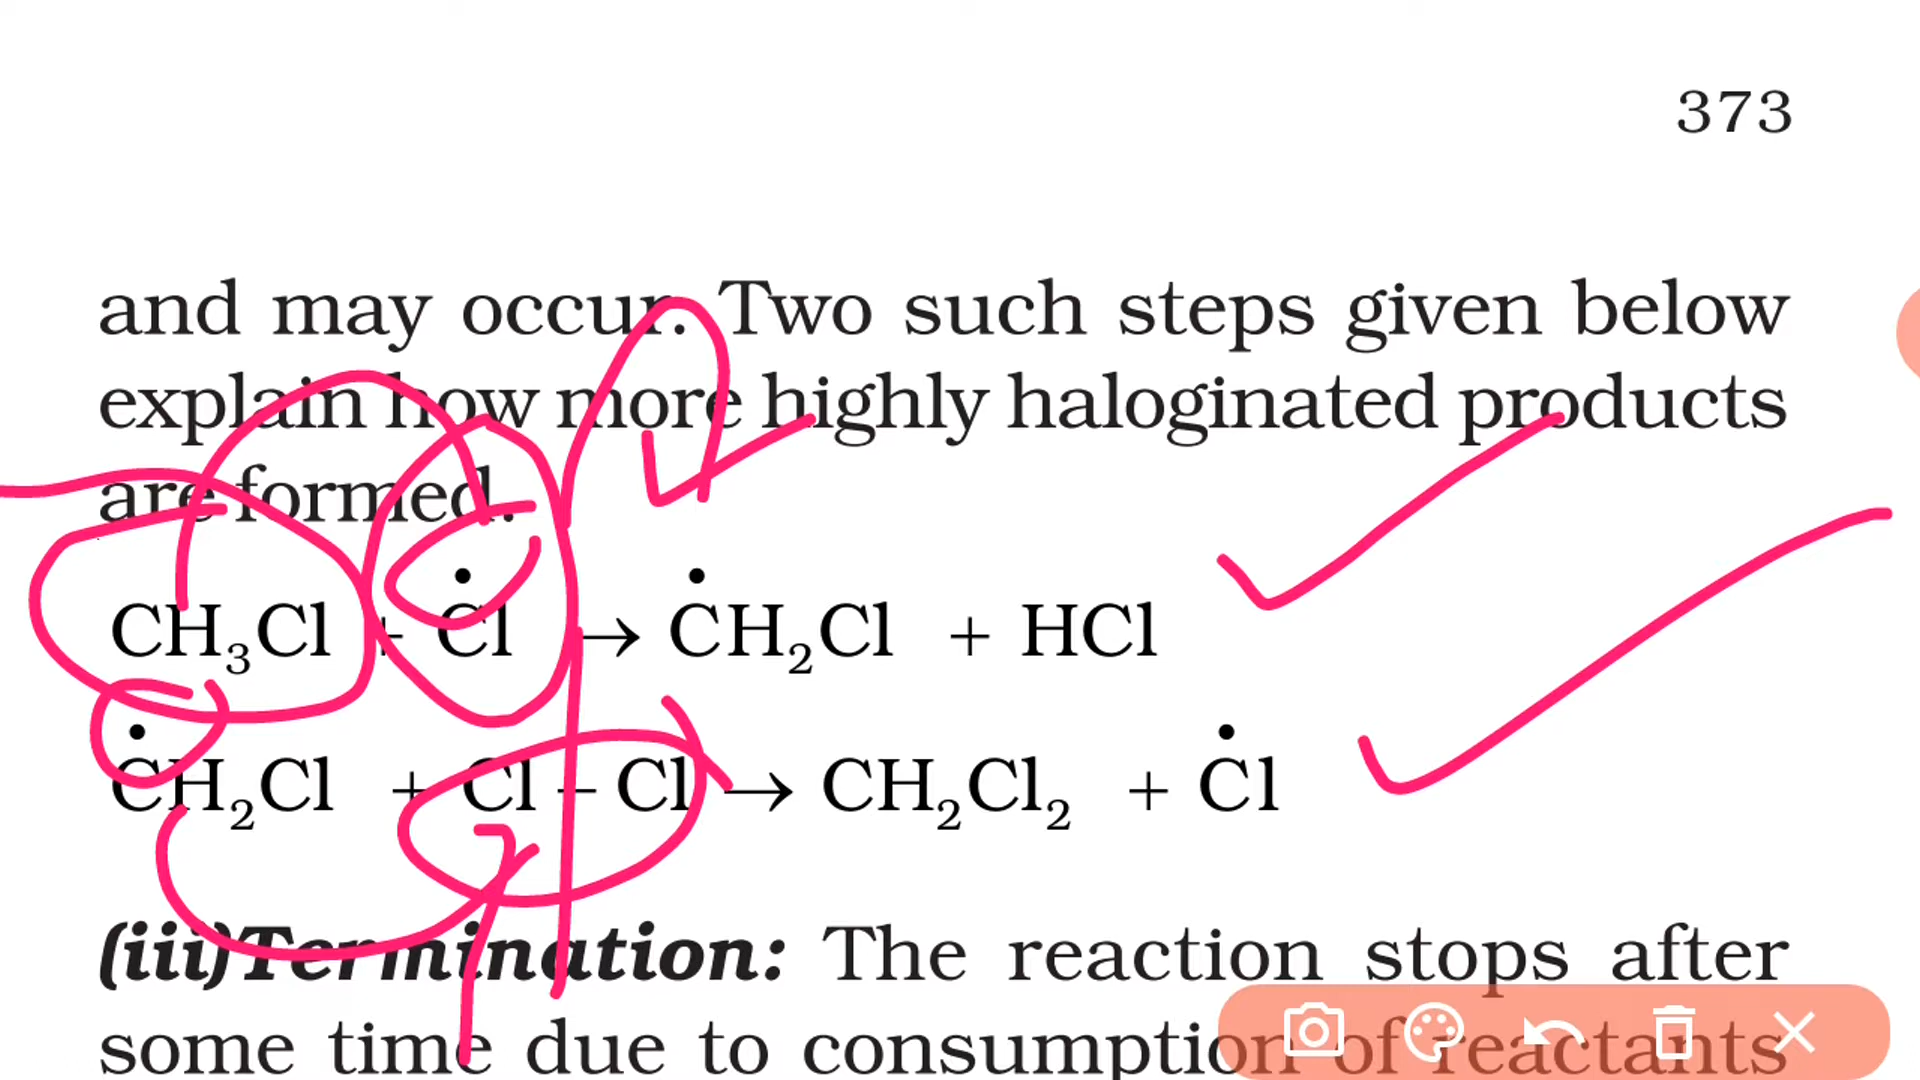 373
and may occur. Two such steps given below
explain how more highly haloginated products
are formed.
CH₃Cl + Ċl → ĊH₂Cl + HCl
ĊH₂Cl + Cl – Cl → CH₂Cl₂ + Ċl
(iii)Termination: The reaction stops after
some time due to consumption of reactants